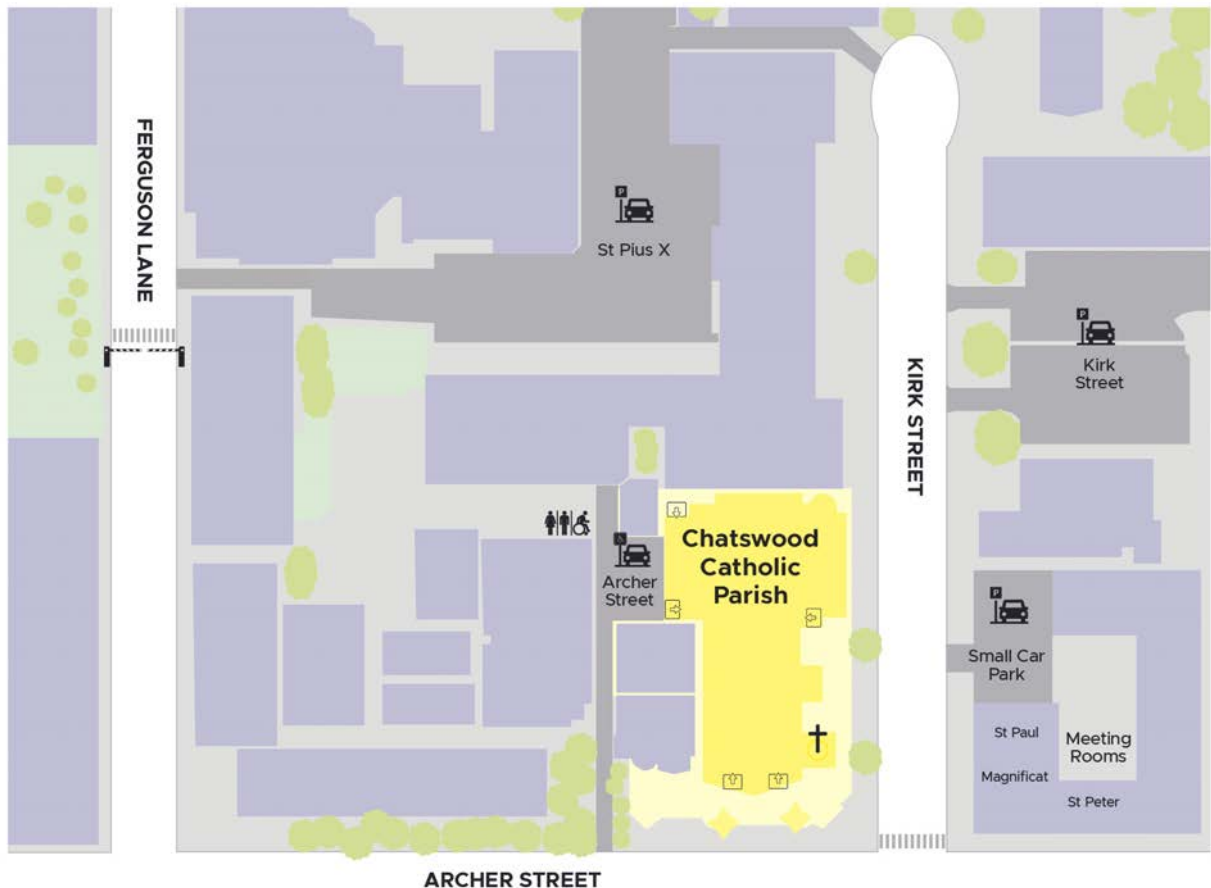 FERGUSON LANE
P
St Pius X
P
Kirk
Street
KIRK STREET
Chatswood
Catholic
Parish
Archer
Street
P
Small Car
Park
St Paul
Meeting
Rooms
Magnificat
St Peter
ARCHER STREET